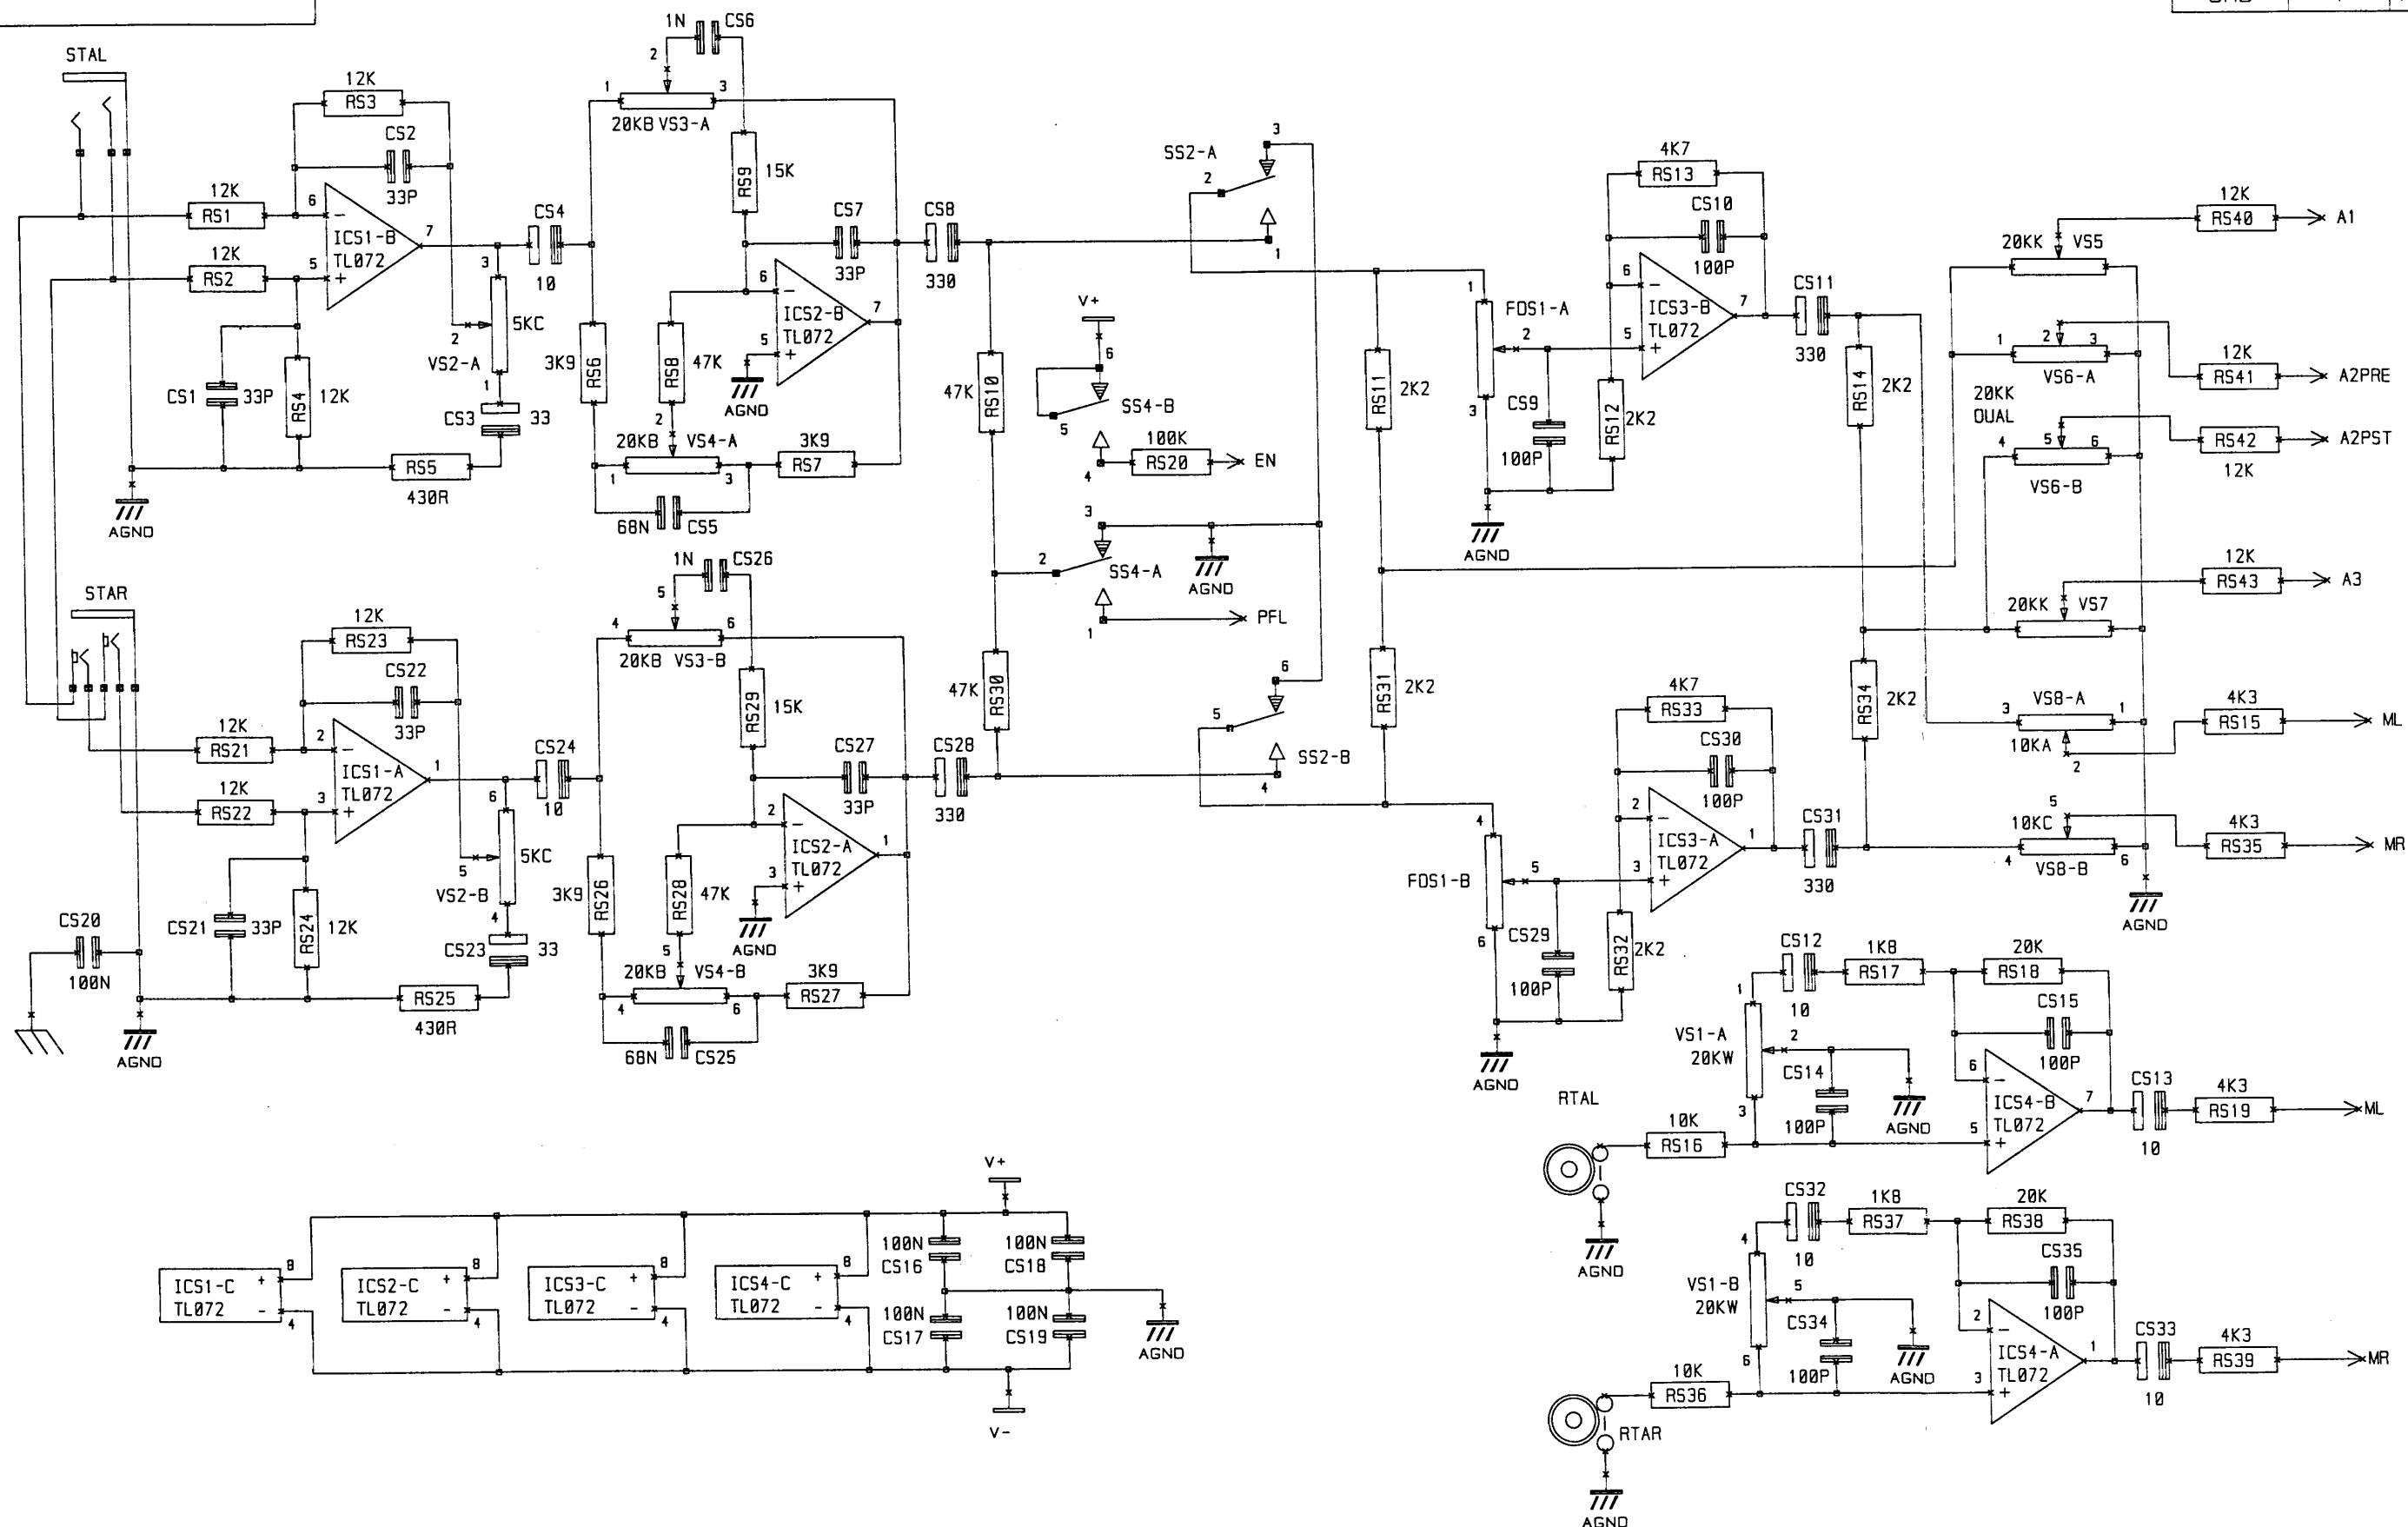 STAL
12K
RS3
CS2
33P
12K
RS1
6
ICS1-B
TL072
7
12K
RS2
5
3
5KC
2
VS2-A
1
CS1
33P
RS4
12K
CS3
33
RS5
430R
AGND
CS4
10
1N
CS6
2
1
3
20KB VS3-A
RS9
15K
CS7
33P
CS8
330
6
ICS2-B
TL072
7
5
AGND
3K9
RS6
RS8
47K
2
20KB
VS4-A
1
3
3K9
RS7
68N
CS5
47K
RS10
V+
6
SS4-B
5
100K
RS20
EN
4
3
2
SS4-A
AGND
1
PFL
SS2-A
3
2
1
RS11
2K2
1
FDS1-A
2
3
CS9
100P
AGND
4K7
RS13
CS10
100P
6
ICS3-B
TL072
7
5
RS12
2K2
CS11
330
RS14
2K2
12K
RS40
A1
20KK
VS5
1
2
3
VS6-A
12K
RS41
A2PRE
20KK
DUAL
4
5
6
VS6-B
RS42
12K
A2PST
12K
RS43
A3
20KK
VS7
VS8-A
3
1
10KA
2
4K3
RS15
ML
5
10KC
4
6
VS8-B
4K3
RS35
MR
AGND
STAR
12K
RS23
CS22
33P
12K
RS21
2
ICS1-A
TL072
1
12K
RS22
3
6
5KC
5
VS2-B
4
CS21
33P
RS24
12K
CS23
33
RS25
430R
CS20
100N
AGND
CS24
10
1N
CS26
5
4
6
20KB
VS3-B
RS29
15K
CS27
33P
CS28
330
2
ICS2-A
TL072
1
3
AGND
3K9
RS26
RS28
47K
5
20KB
VS4-B
4
6
3K9
RS27
68N
CS25
47K
RS30
6
5
SS2-B
4
RS31
2K2
4
FDS1-B
5
6
CS29
100P
AGND
4K7
RS33
CS30
100P
2
ICS3-A
TL072
1
3
RS32
2K2
CS31
330
RS34
2K2
CS12
10
1K8
RS17
20K
RS18
CS15
100P
1
VS1-A
20KW
2
3
CS14
100P
AGND
6
ICS4-B
TL072
7
5
CS13
10
4K3
RS19
ML
RTAL
10K
RS16
AGND
CS32
10
1K8
RS37
20K
RS38
CS35
100P
4
VS1-B
20KW
5
6
CS34
100P
AGND
2
ICS4-A
TL072
1
3
CS33
10
4K3
RS39
MR
10K
RS36
RTAR
AGND
V+
ICS1-C
TL072
+
-
8
4
ICS2-C
TL072
+
-
8
4
ICS3-C
TL072
+
-
8
4
ICS4-C
TL072
+
-
8
4
100N
CS16
100N
CS18
100N
CS17
100N
CS19
AGND
V-